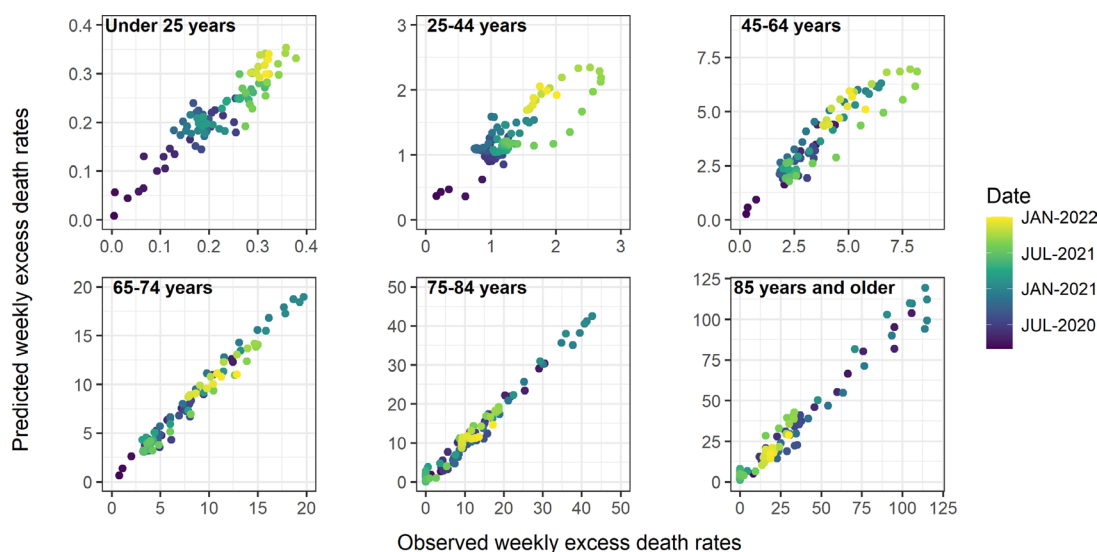 Predicted weekly excess death rates
Under 25 years
0.4
0.3
0.2
0.1
0.0
0.0 0.1 0.2 0.3 0.4
25-44 years
3
2
1
0
0 1 2 3
45-64 years
7.5
5.0
2.5
0.0
0.0 2.5 5.0 7.5
65-74 years
20
15
10
5
0
0 5 10 15 20
75-84 years
50
40
30
20
10
0
0 10 20 30 40 50
85 years and older
125
100
75
50
25
0
0 25 50 75 100 125
Observed weekly excess death rates
Date
JAN-2022
JUL-2021
JAN-2021
JUL-2020